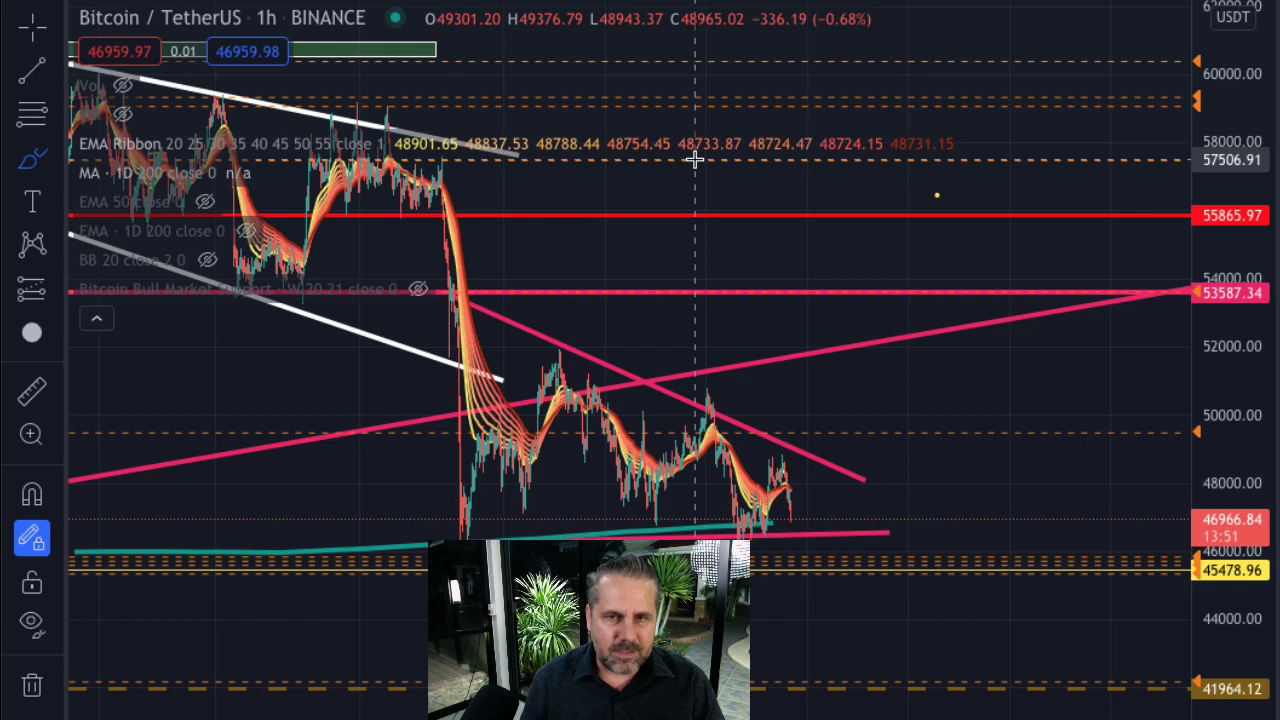 Bitcoin / TetherUS · 1h · BINANCE O49301.20 H49376.79 L48943.37 C48965.02 −336.19 (−0.68%)
USDT
46959.97 0.01 46959.98
60000.00
EMA Ribbon 20 25 30 35 40 45 50 55 close 48901.65 48837.53 48788.44 48754.45 48733.87 48724.47 48724.15 48731.15
58000.00
57506.91
MA · 1D 200 close 0 n/a
EMA 50 close 0
55865.97
EMA · 1D 200 close 0
BB 20 close 2 0
54000.00
Bitcoin Bull Market Support · W 20 21 close 0
53587.34
52000.00
50000.00
48000.00
46966.84
13:51
46000.00
45478.96
44000.00
41964.12